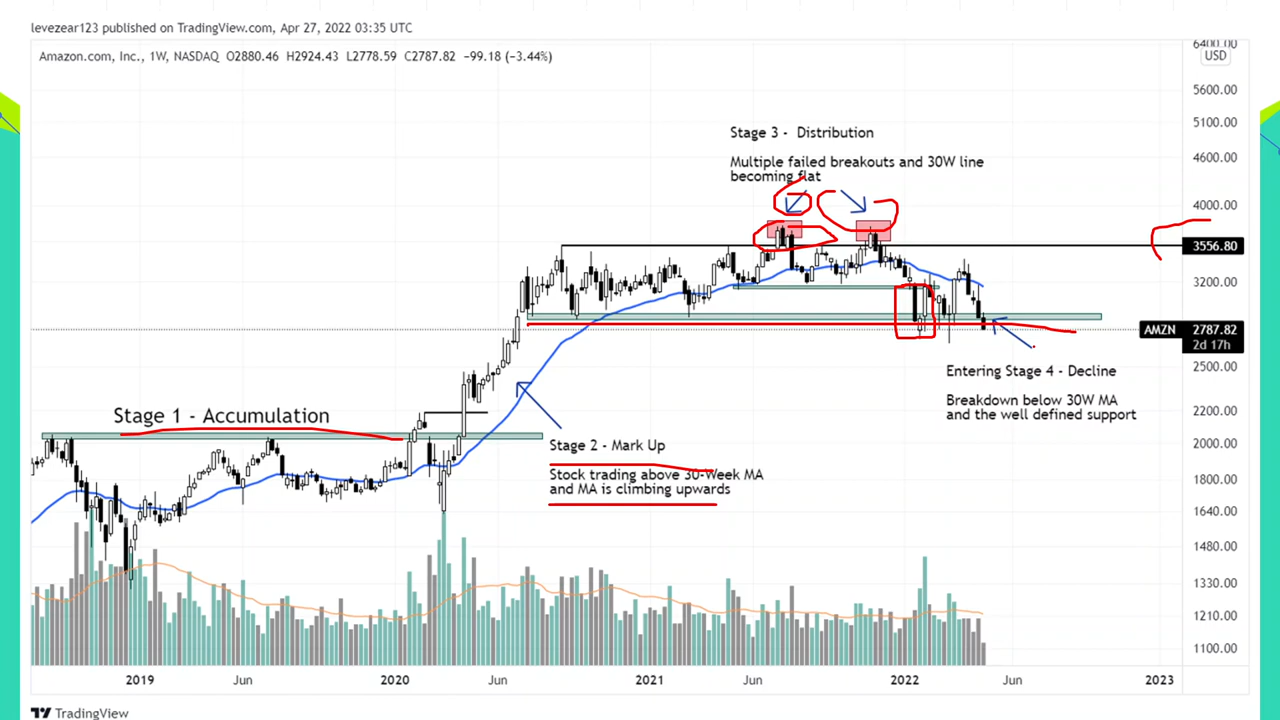 levezear123 published on TradingView.com, Apr 27, 2022 03:35 UTC
Amazon.com, Inc., 1W, NASDAQ O2880.46 H2924.43 L2778.59 C2787.82 −99.18 (−3.44%)
6400.00
USD
5600.00
5100.00
4600.00
4000.00
3556.80
3200.00
AMZN 2787.82
2d 17h
2500.00
2200.00
2000.00
1800.00
1640.00
1480.00
1330.00
1210.00
1100.00
Stage 3 - Distribution
Multiple failed breakouts and 30W line
becoming flat
Entering Stage 4 - Decline
Breakdown below 30W MA
and the well defined support
Stage 1 - Accumulation
Stage 2 - Mark Up
Stock trading above 30-Week MA
and MA is climbing upwards
2019 Jun 2020 Jun 2021 Jun 2022 Jun 2023
TradingView